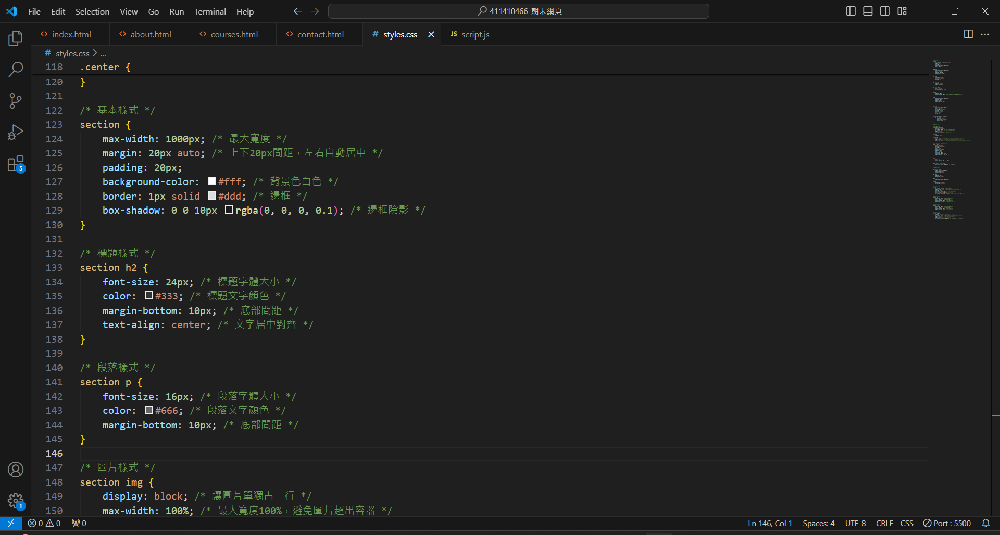 File Edit Selection View Go Run Terminal Help
411410466_期末網頁
index.html about.html courses.html contact.html # styles.css JS script.js
# styles.css > ...
118 .center {
120 }
121
122 /* 基本樣式 */
123 section {
124 max-width: 1000px; /* 最大寬度 */
125 margin: 20px auto; /* 上下20px間距，左右自動居中 */
126 padding: 20px;
127 background-color: #fff; /* 背景色白色 */
128 border: 1px solid #ddd; /* 邊框 */
129 box-shadow: 0 0 10px rgba(0, 0, 0, 0.1); /* 邊框陰影 */
130 }
131
132 /* 標題樣式 */
133 section h2 {
134 font-size: 24px; /* 標題字體大小 */
135 color: #333; /* 標題文字顏色 */
136 margin-bottom: 10px; /* 底部間距 */
137 text-align: center; /* 文字居中對齊 */
138 }
139
140 /* 段落樣式 */
141 section p {
142 font-size: 16px; /* 段落字體大小 */
143 color: #666; /* 段落文字顏色 */
144 margin-bottom: 10px; /* 底部間距 */
145 }
146
147 /* 圖片樣式 */
148 section img {
149 display: block; /* 讓圖片單獨占一行 */
150 max-width: 100%; /* 最大寬度100%，避免圖片超出容器 */
5
1
0 0 0
Ln 146, Col 1 Spaces: 4 UTF-8 CRLF CSS Port : 5500